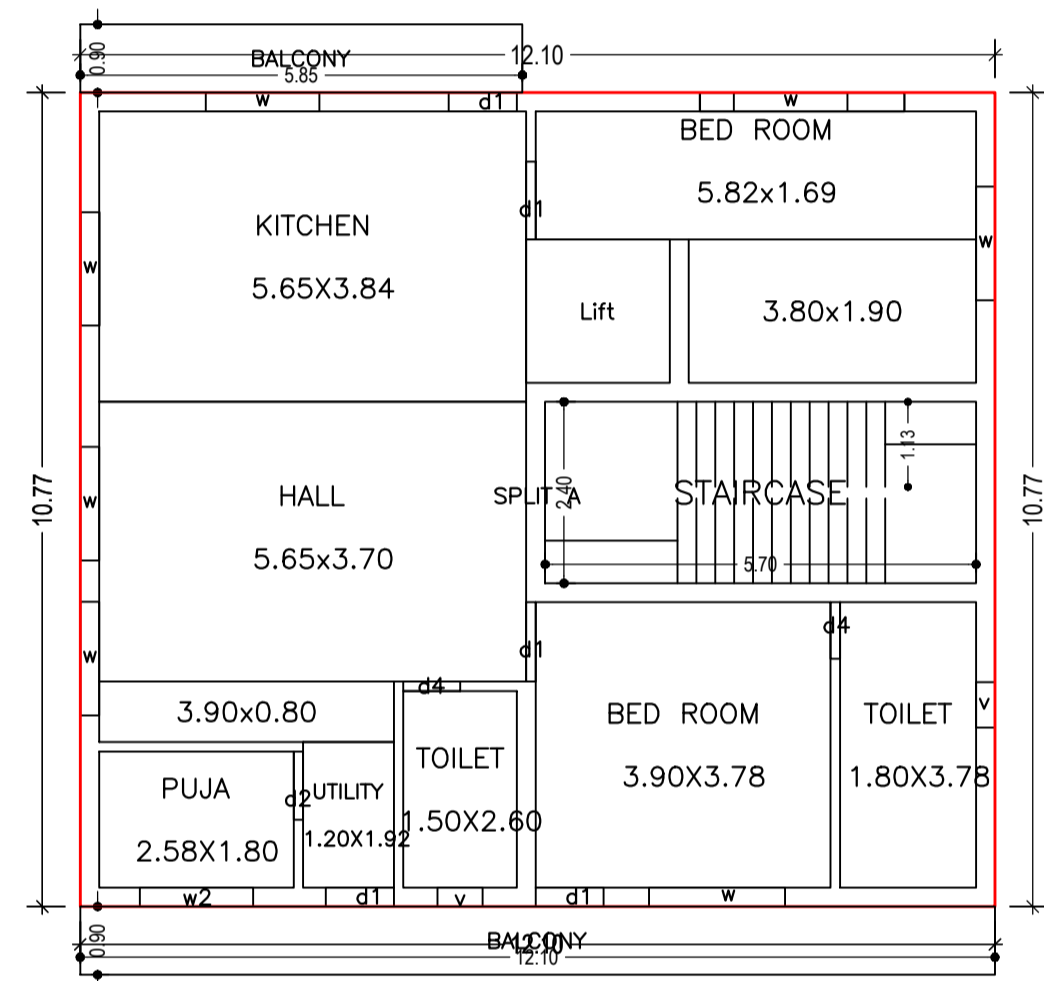 0.90
BALCONY
12.10
5.85
w
d1
w
BED ROOM
5.82x1.69
d1
KITCHEN
5.65X3.84
w
w
Lift
3.80x1.90
10.77
10.77
HALL
5.65x3.70
w
SPLIT A
2.40
STAIRCASE
1.13
5.70
w
d1
d4
d4
3.90x0.80
BED ROOM
3.90X3.78
TOILET
1.80X3.78
v
TOILET
1.50X2.60
PUJA
2.58X1.80
d2
UTILITY
1.20X1.92
w2
d1
v
d1
w
0.90
BALCONY
12.10
12.10